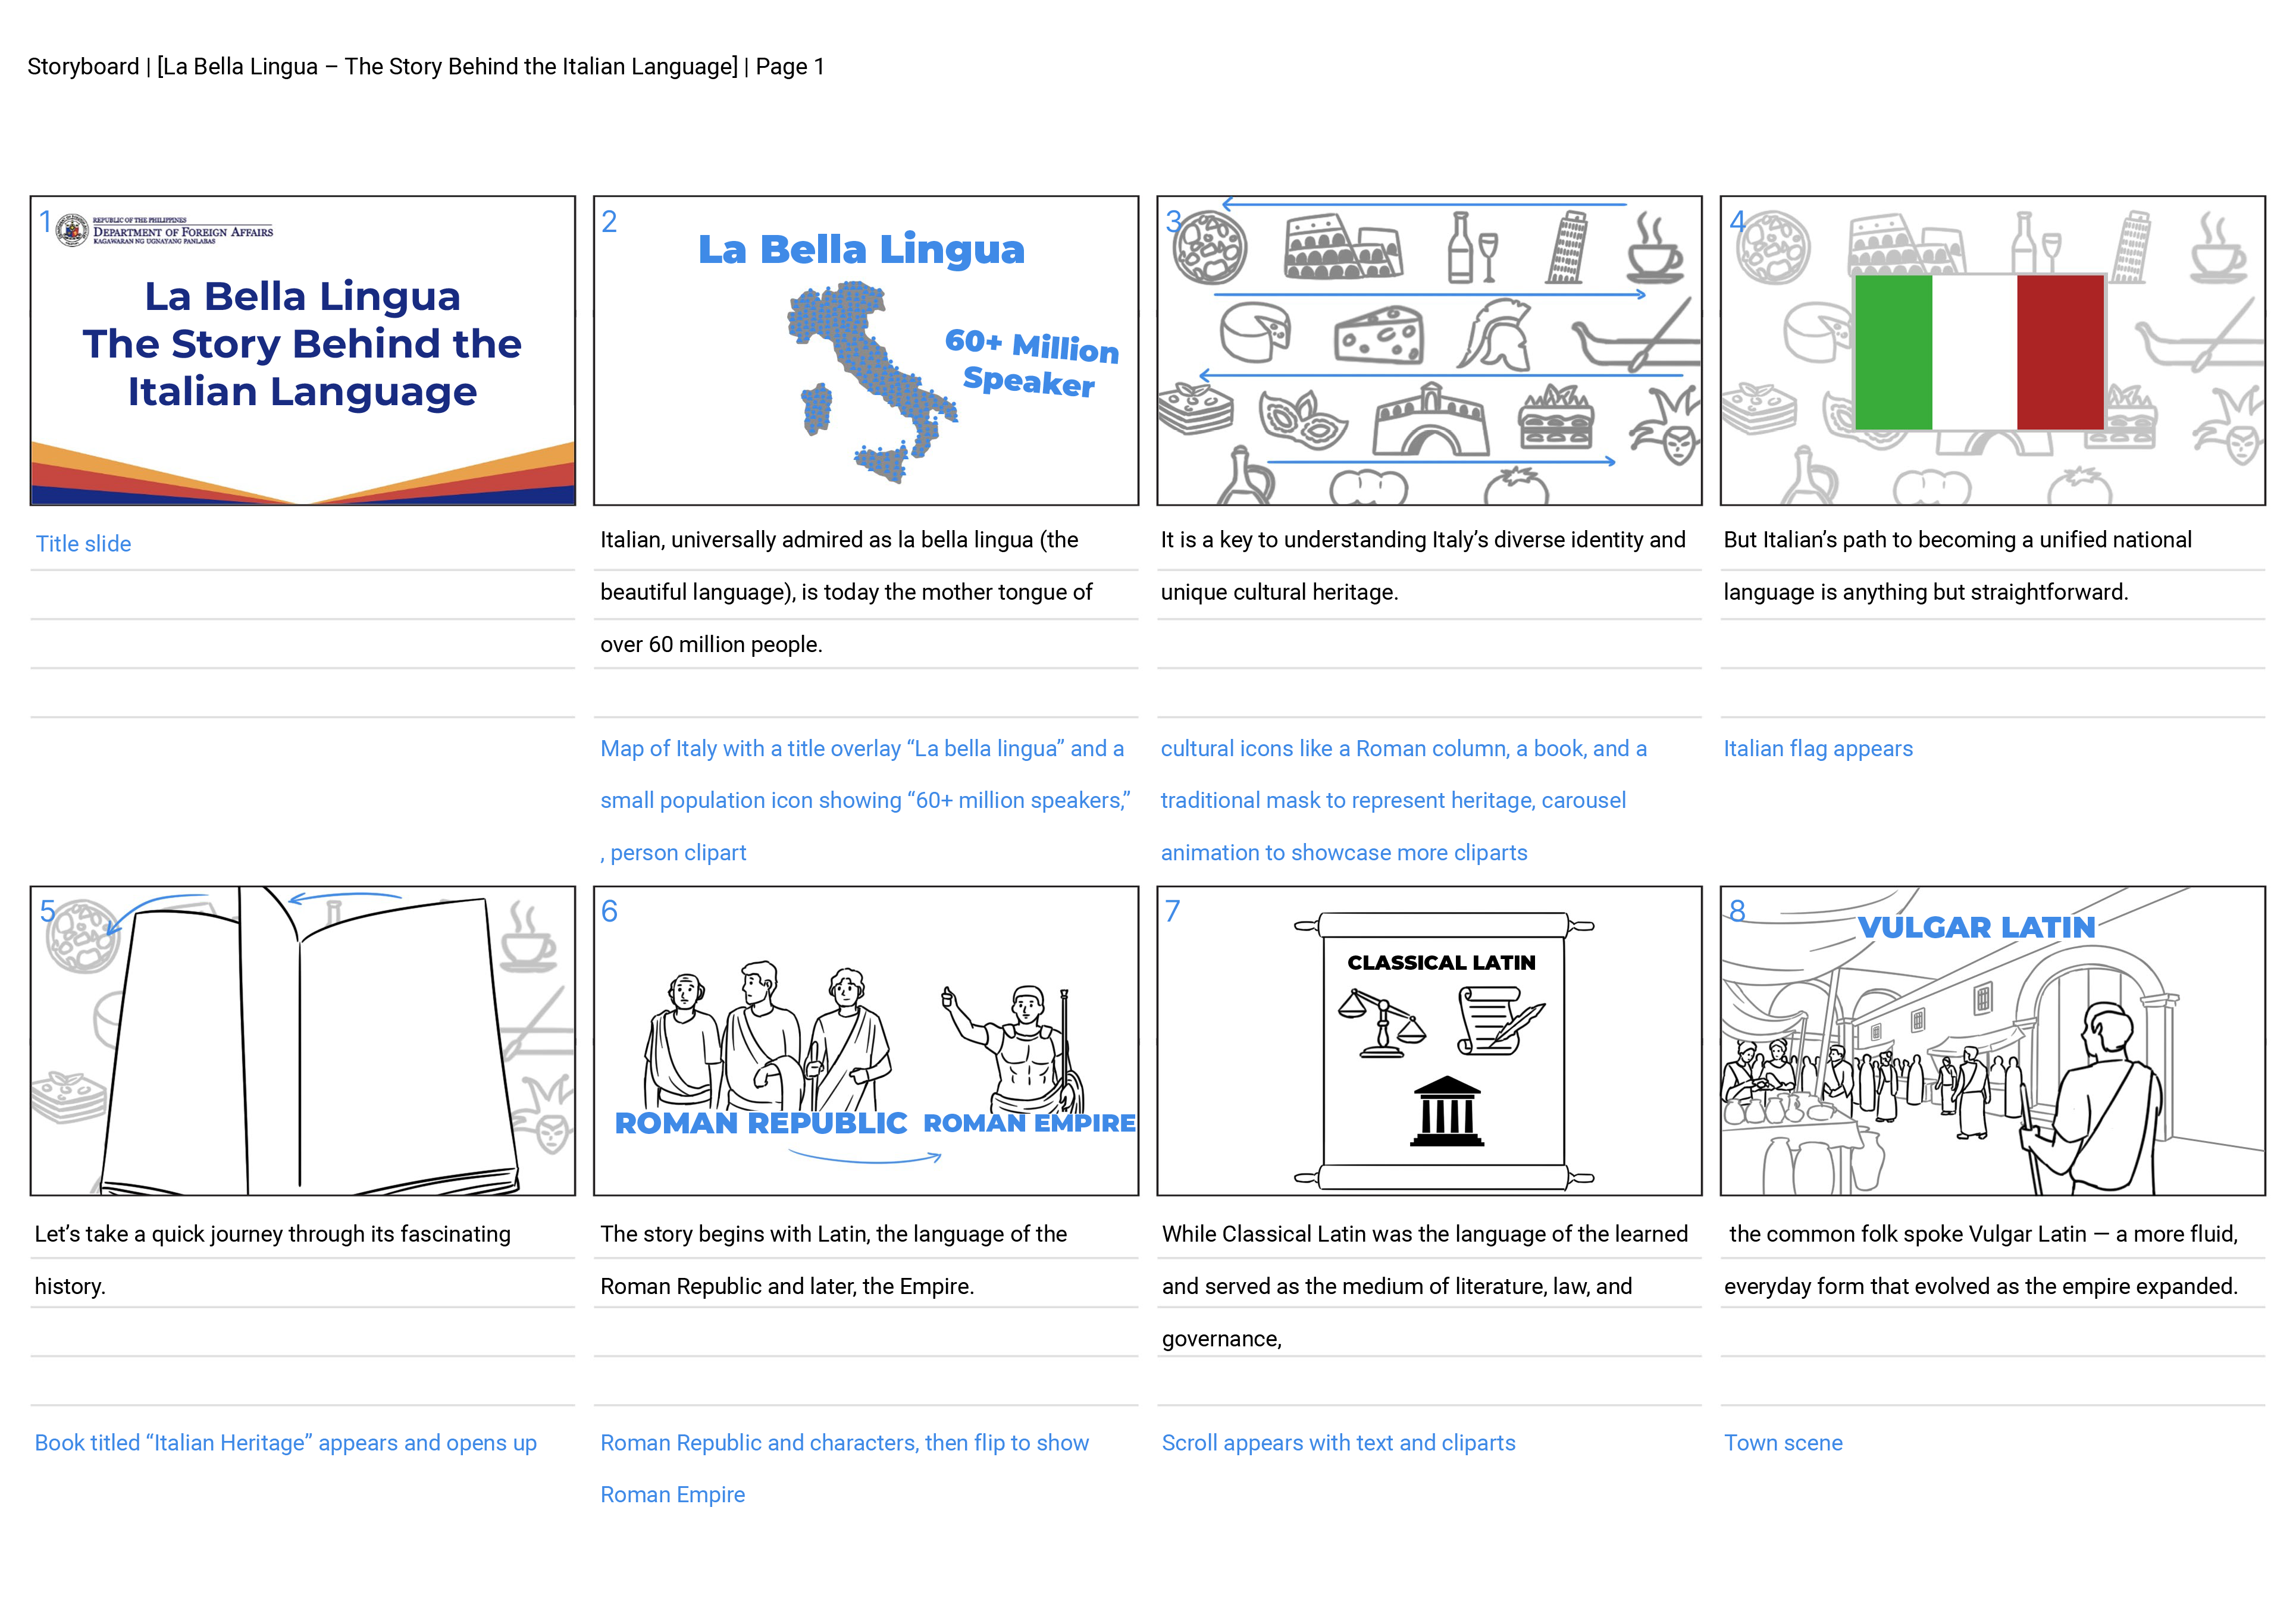 Storyboard | [La Bella Lingua – The Story Behind the Italian Language] | Page 1
1
REPUBLIC OF THE PHILIPPINES
DEPARTMENT OF FOREIGN AFFAIRS
KAGAWARAN NG UGNAYANG PANLABAS
La Bella Lingua
The Story Behind the
Italian Language
Title slide
2
La Bella Lingua
60+ Million
Speaker
Italian, universally admired as la bella lingua (the
beautiful language), is today the mother tongue of
over 60 million people.
Map of Italy with a title overlay “La bella lingua” and a
small population icon showing “60+ million speakers,”
, person clipart
3
It is a key to understanding Italy’s diverse identity and
unique cultural heritage.
cultural icons like a Roman column, a book, and a
traditional mask to represent heritage, carousel
animation to showcase more cliparts
4
But Italian’s path to becoming a unified national
language is anything but straightforward.
Italian flag appears
5
Let’s take a quick journey through its fascinating
history.
Book titled “Italian Heritage” appears and opens up
6
ROMAN REPUBLIC
ROMAN EMPIRE
The story begins with Latin, the language of the
Roman Republic and later, the Empire.
Roman Republic and characters, then flip to show
Roman Empire
7
CLASSICAL LATIN
While Classical Latin was the language of the learned
and served as the medium of literature, law, and
governance,
Scroll appears with text and cliparts
8
VULGAR LATIN
the common folk spoke Vulgar Latin — a more fluid,
everyday form that evolved as the empire expanded.
Town scene